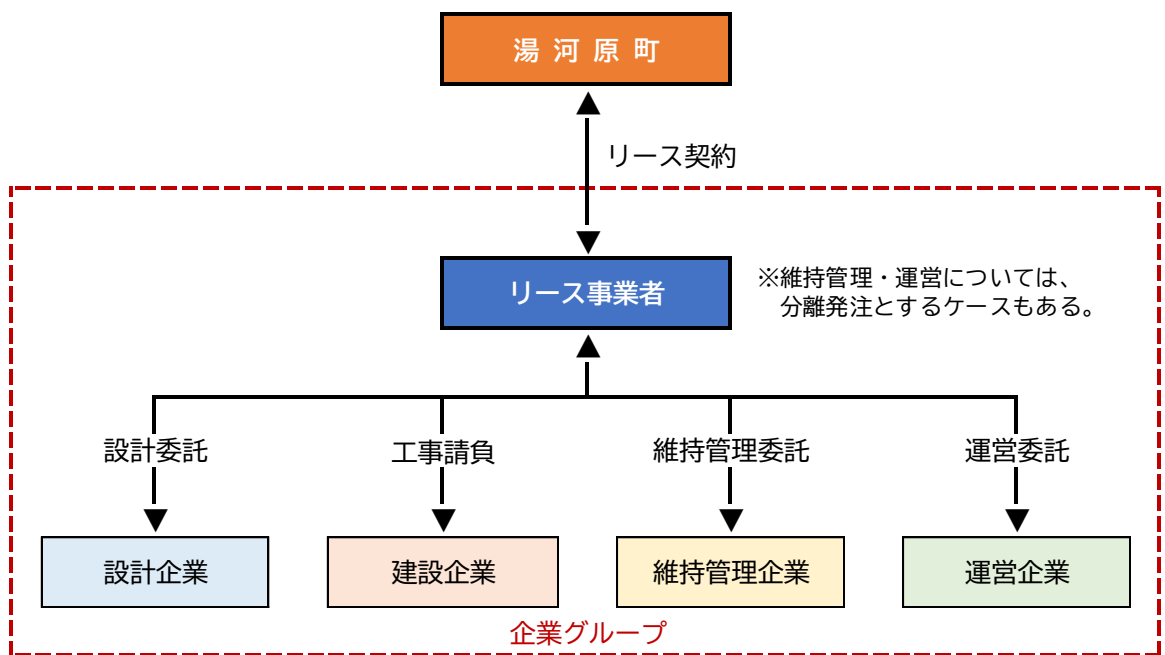 湯河原町
リース契約
リース事業者
※維持管理・運営については、
分離発注とするケースもある。
設計委託
工事請負
維持管理委託
運営委託
設計企業
建設企業
維持管理企業
運営企業
企業グループ